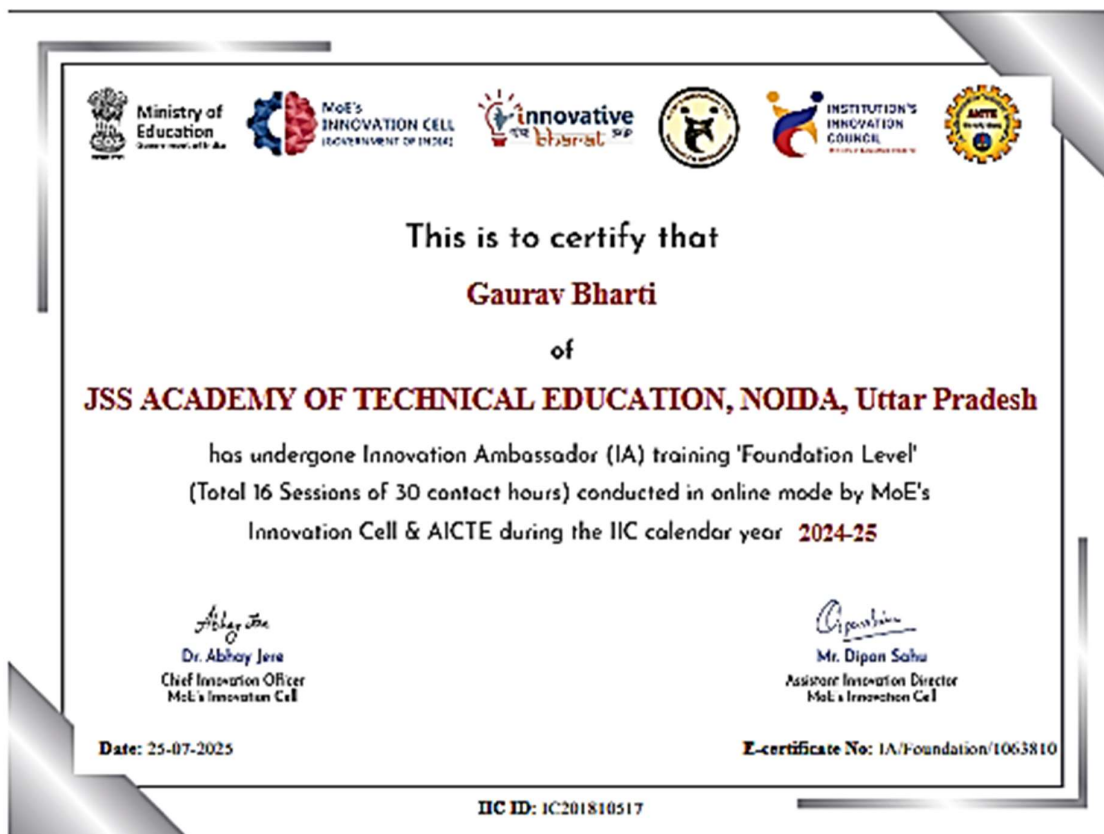 Ministry of
Education
Government of India
MoE's
INNOVATION CELL
(GOVERNMENT OF INDIA)
innovative
bharat
INSTITUTION'S
INNOVATION
COUNCIL
AICTE
This is to certify that
Gaurav Bharti
of
JSS ACADEMY OF TECHNICAL EDUCATION, NOIDA, Uttar Pradesh
has undergone Innovation Ambassador (IA) training 'Foundation Level'
(Total 16 Sessions of 30 contact hours) conducted in online mode by MoE's
Innovation Cell & AICTE during the IIC calendar year 2024-25
Dr. Abhay Jere
Chief Innovation Officer
MoE's Innovation Cell
Mr. Dipan Sahu
Assistant Innovation Director
MoE's Innovation Cell
Date: 25-07-2025
E-certificate No: IA/Foundation/1063810
IIC ID: IC201810517